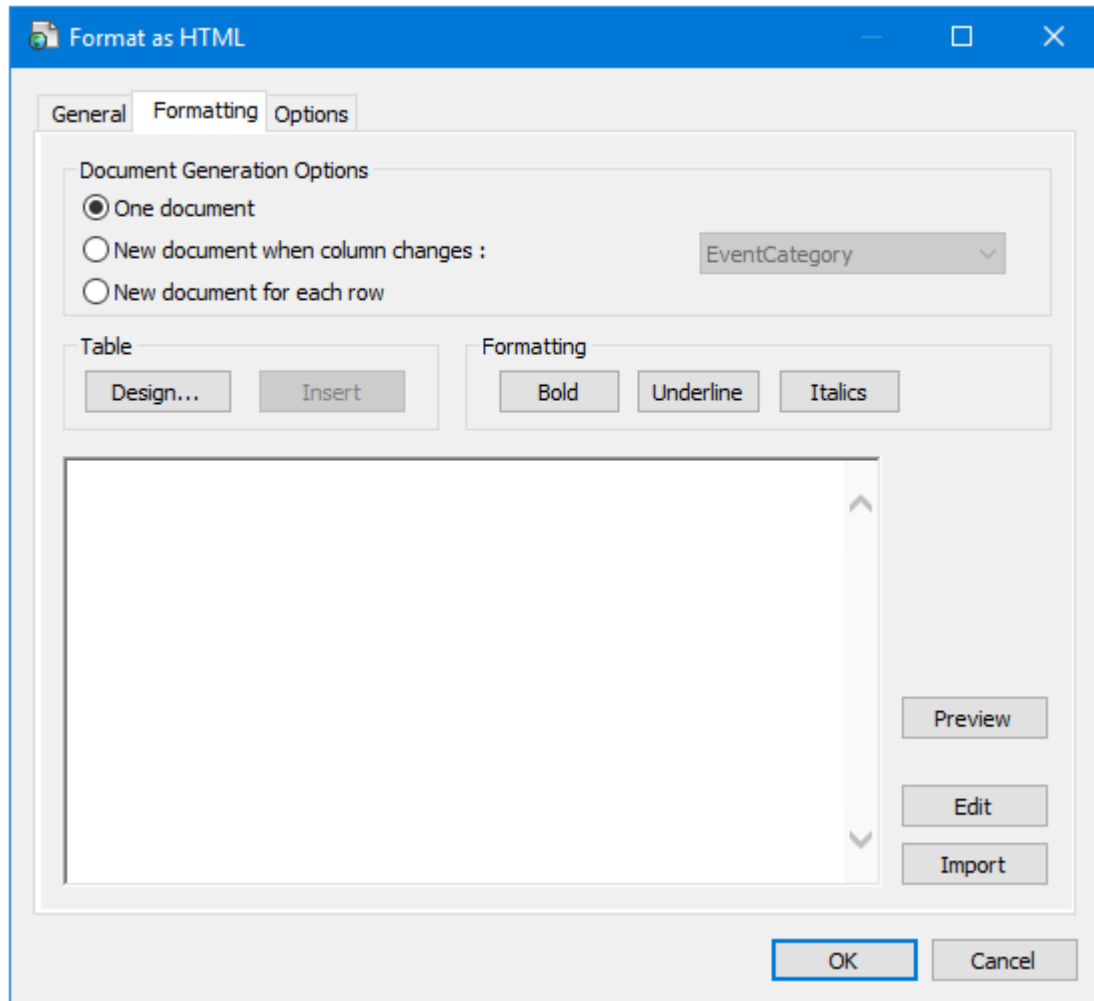 Format as HTML
General Formatting Options
Document Generation Options
One document
New document when column changes : EventCategory
New document for each row
Table Formatting
Design... Insert Bold Underline Italics
Preview
Edit
Import
OK Cancel